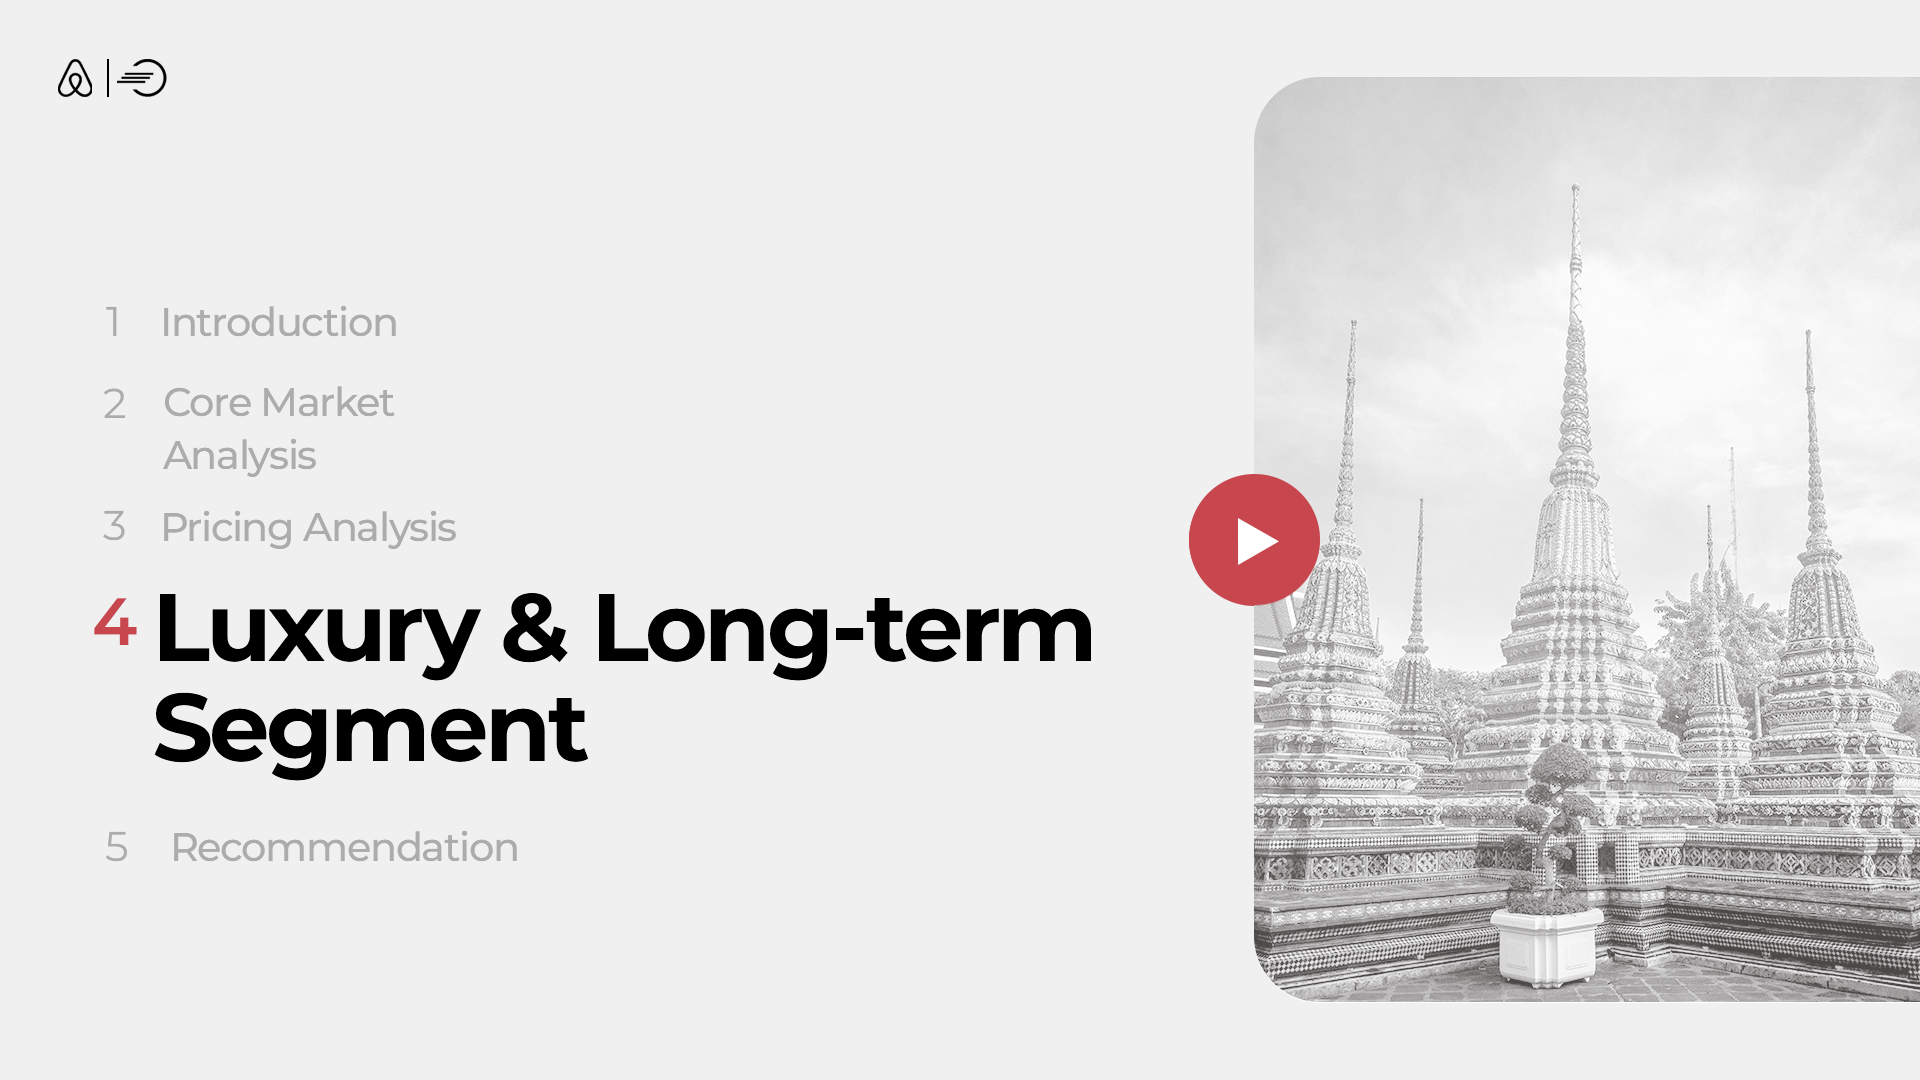 1 Introduction
2 Core Market
Analysis
3 Pricing Analysis
4 Luxury & Long-term
Segment
5 Recommendation